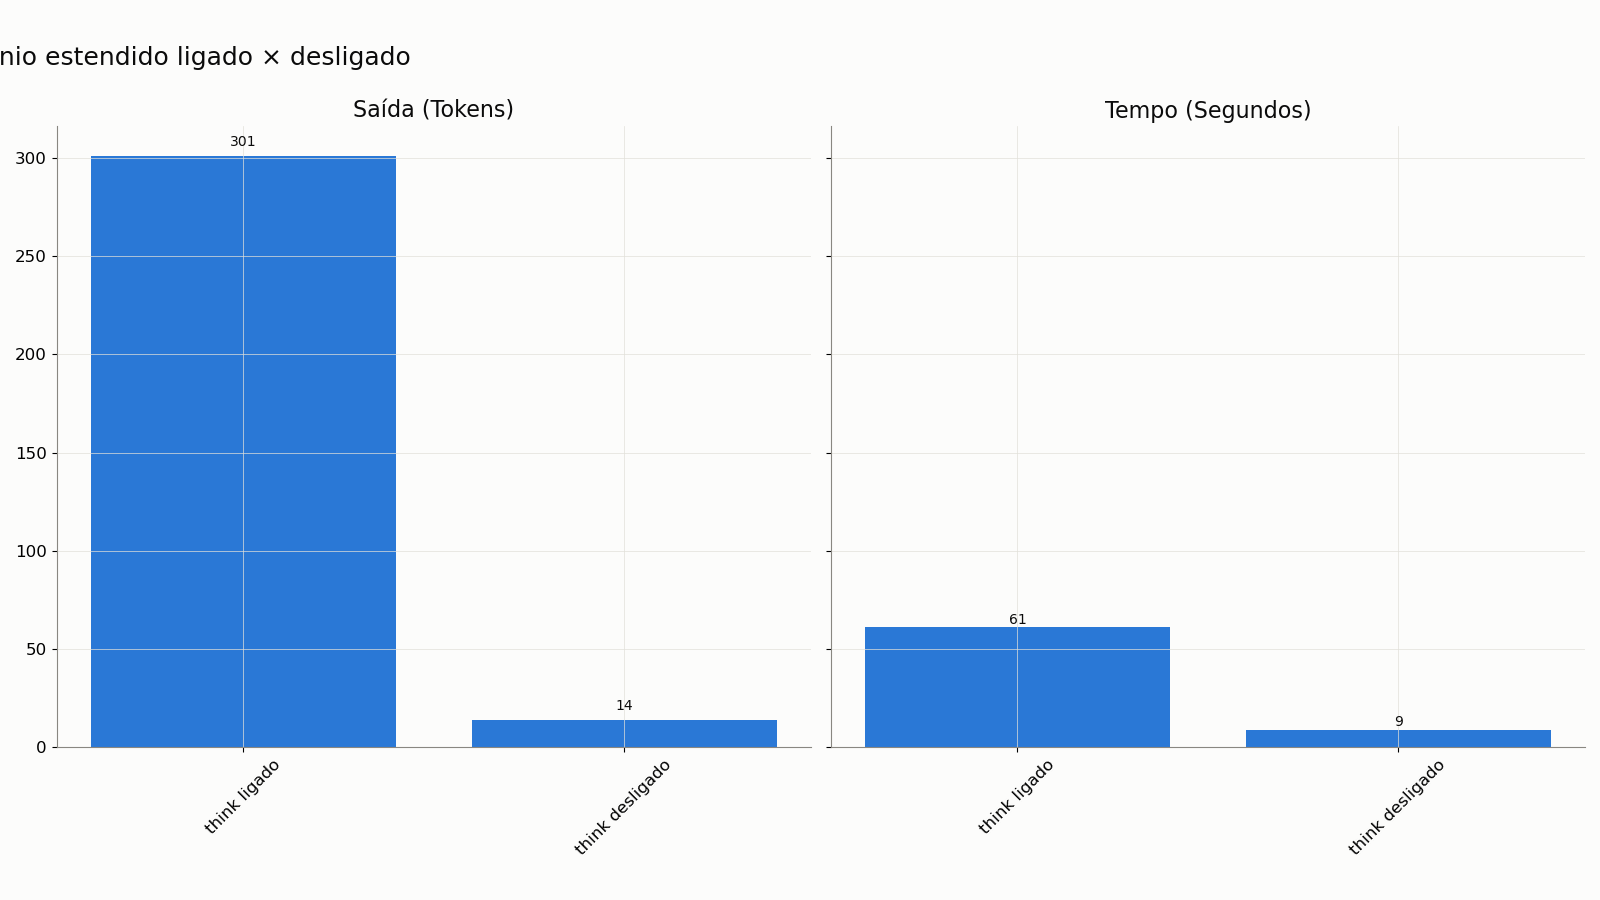 nio estendido ligado × desligado
Saída (Tokens)
301
300
250
200
150
100
50
0
14
think ligado
think desligado
Tempo (Segundos)
61
9
think ligado
think desligado